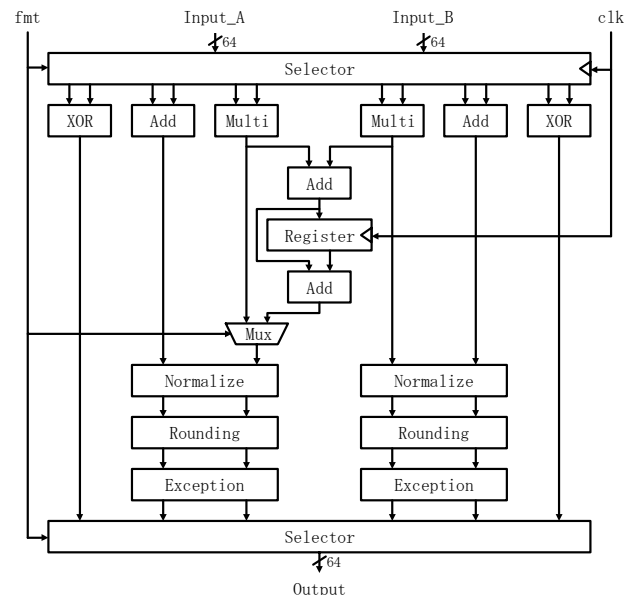 fmt Input_A Input_B clk
64 64
Selector
XOR Add Multi Multi Add XOR
Add
Register
Add
Mux
Normalize Normalize
Rounding Rounding
Exception Exception
Selector
64
Output